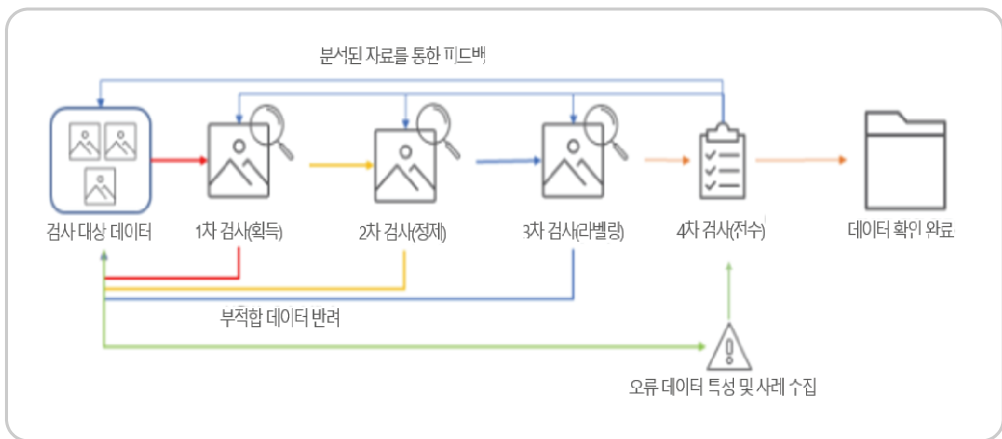 분석된 자료를 통한 피드백
검사 대상 데이터
1차 검사(획득)
2차 검사(정제)
3차 검사(라벨링)
4차 검사(전수)
데이터 확인 완료
부적합 데이터 반려
오류 데이터 특성 및 사례 수집